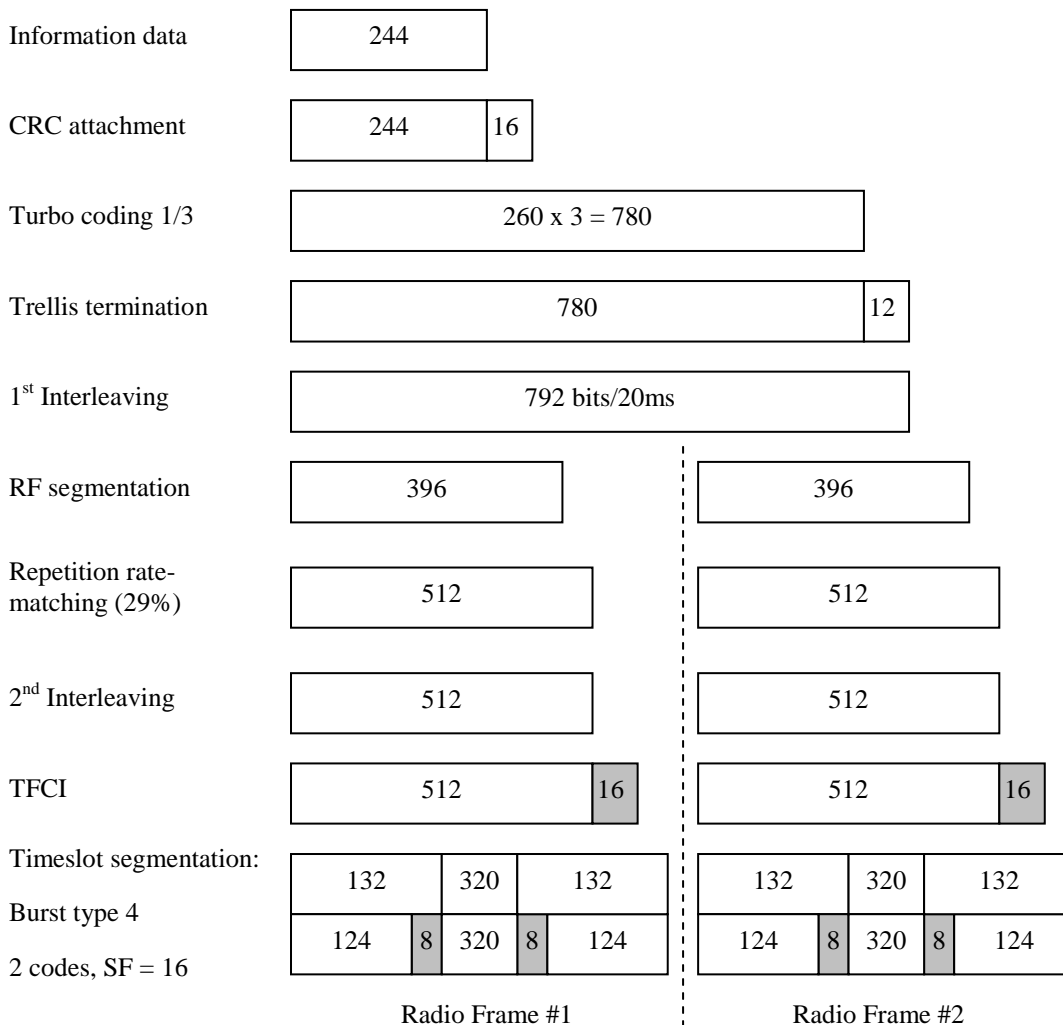 Information data
244
CRC attachment
244 16
Turbo coding 1/3
260 x 3 = 780
Trellis termination
780 12
1st Interleaving
792 bits/20ms
RF segmentation
396 396
Repetition rate-
matching (29%)
512 512
2nd Interleaving
512 512
TFCI
512 16 512 16
Timeslot segmentation:
132 320 132 132 320 132
Burst type 4
124 8 320 8 124 124 8 320 8 124
2 codes, SF = 16
Radio Frame #1 Radio Frame #2